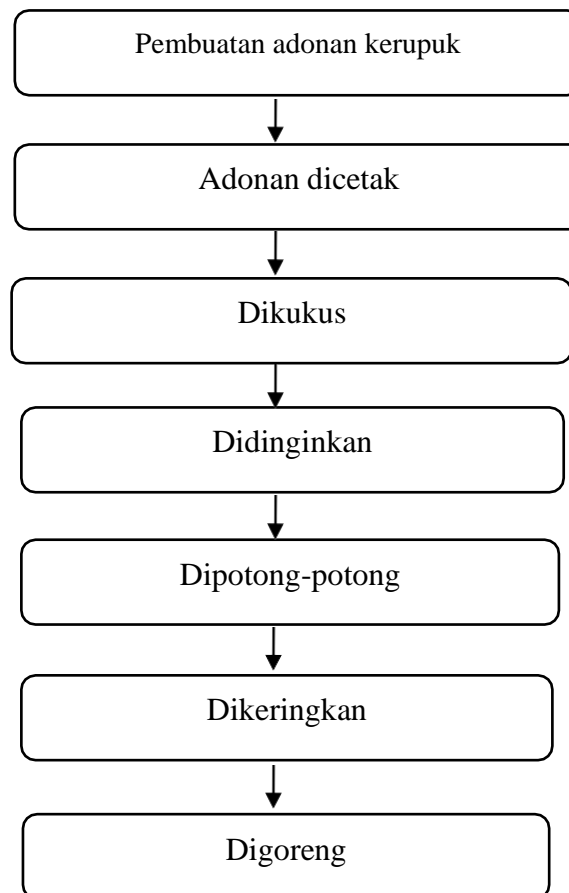 Pembuatan adonan kerupuk
Adonan dicetak
Dikukus
Didinginkan
Dipotong-potong
Dikeringkan
Digoreng